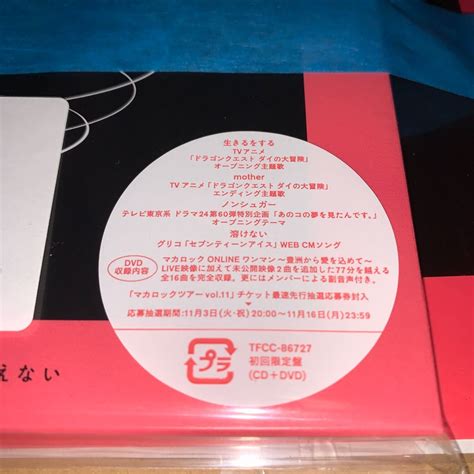 生きるをする
TVアニメ
「ドラゴンクエスト ダイの大冒険」
オープニング主題歌
mother
TVアニメ「ドラゴンクエスト ダイの大冒険」
エンディング主題歌
ノンシュガー
テレビ東京系 ドラマ24第60弾特別企画「あのコの夢を見たんです。」
オープニングテーマ
溶けない
グリコ「セブンティーンアイス」WEB CMソング
DVD
収録内容
マカロック ONLINE ワンマン 〜豊洲から愛を込めて〜
LIVE映像に加えて未公開映像2曲を追加した77分を越える
全16曲を完全収録。更にはメンバーによる副音声付き。
「マカロックツアー vol.11」チケット最速先行抽選応募券封入
応募抽選期間:11月3日(火・祝)20:00〜11月16日(月)23:59
プラ
TFCC-86727
初回限定盤
(CD+DVD)
えない